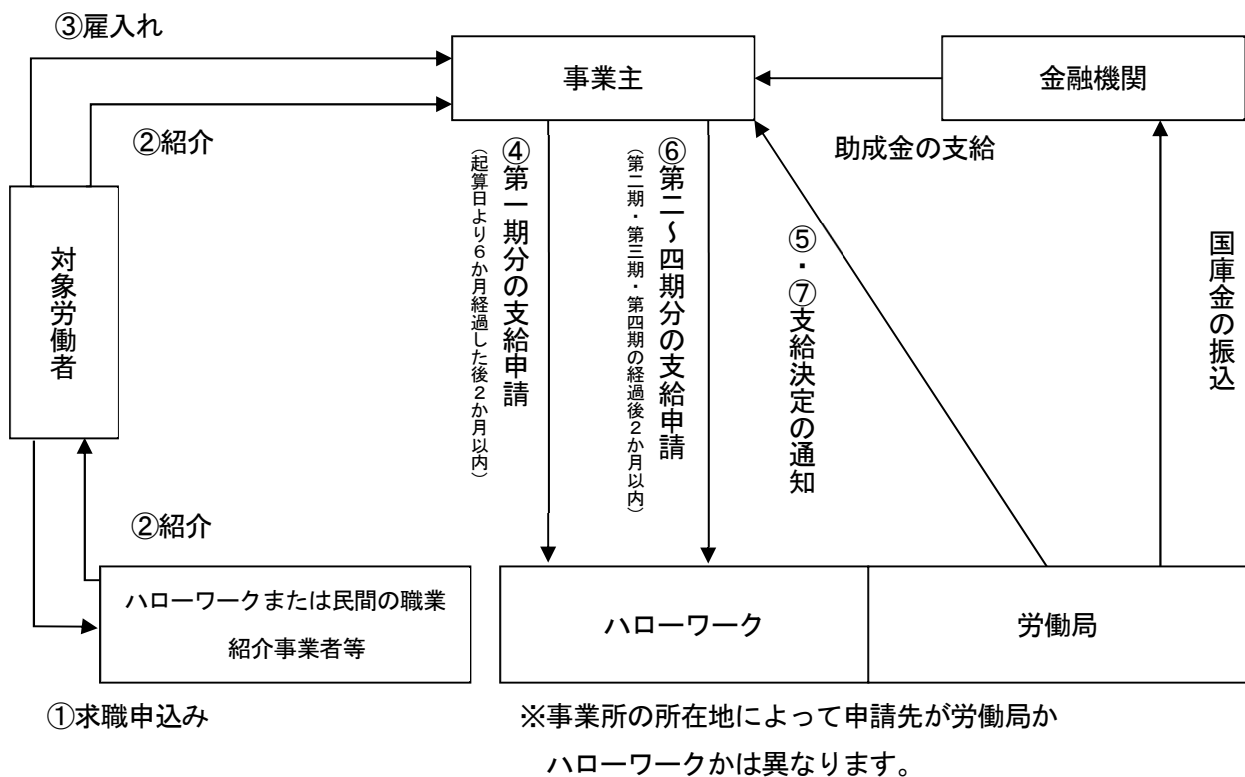 ③雇入れ
事業主
金融機関
②紹介
助成金の支給
④第一期分の支給申請
（起算日より６か月経過した後２か月以内）
⑥第二～四期分の支給申請
（第二期・第三期・第四期の経過後２か月以内）
⑤・⑦支給決定の通知
国庫金の振込
対象労働者
②紹介
ハローワークまたは民間の職業
紹介事業者等
ハローワーク
労働局
①求職申込み
※事業所の所在地によって申請先が労働局か
ハローワークかは異なります。